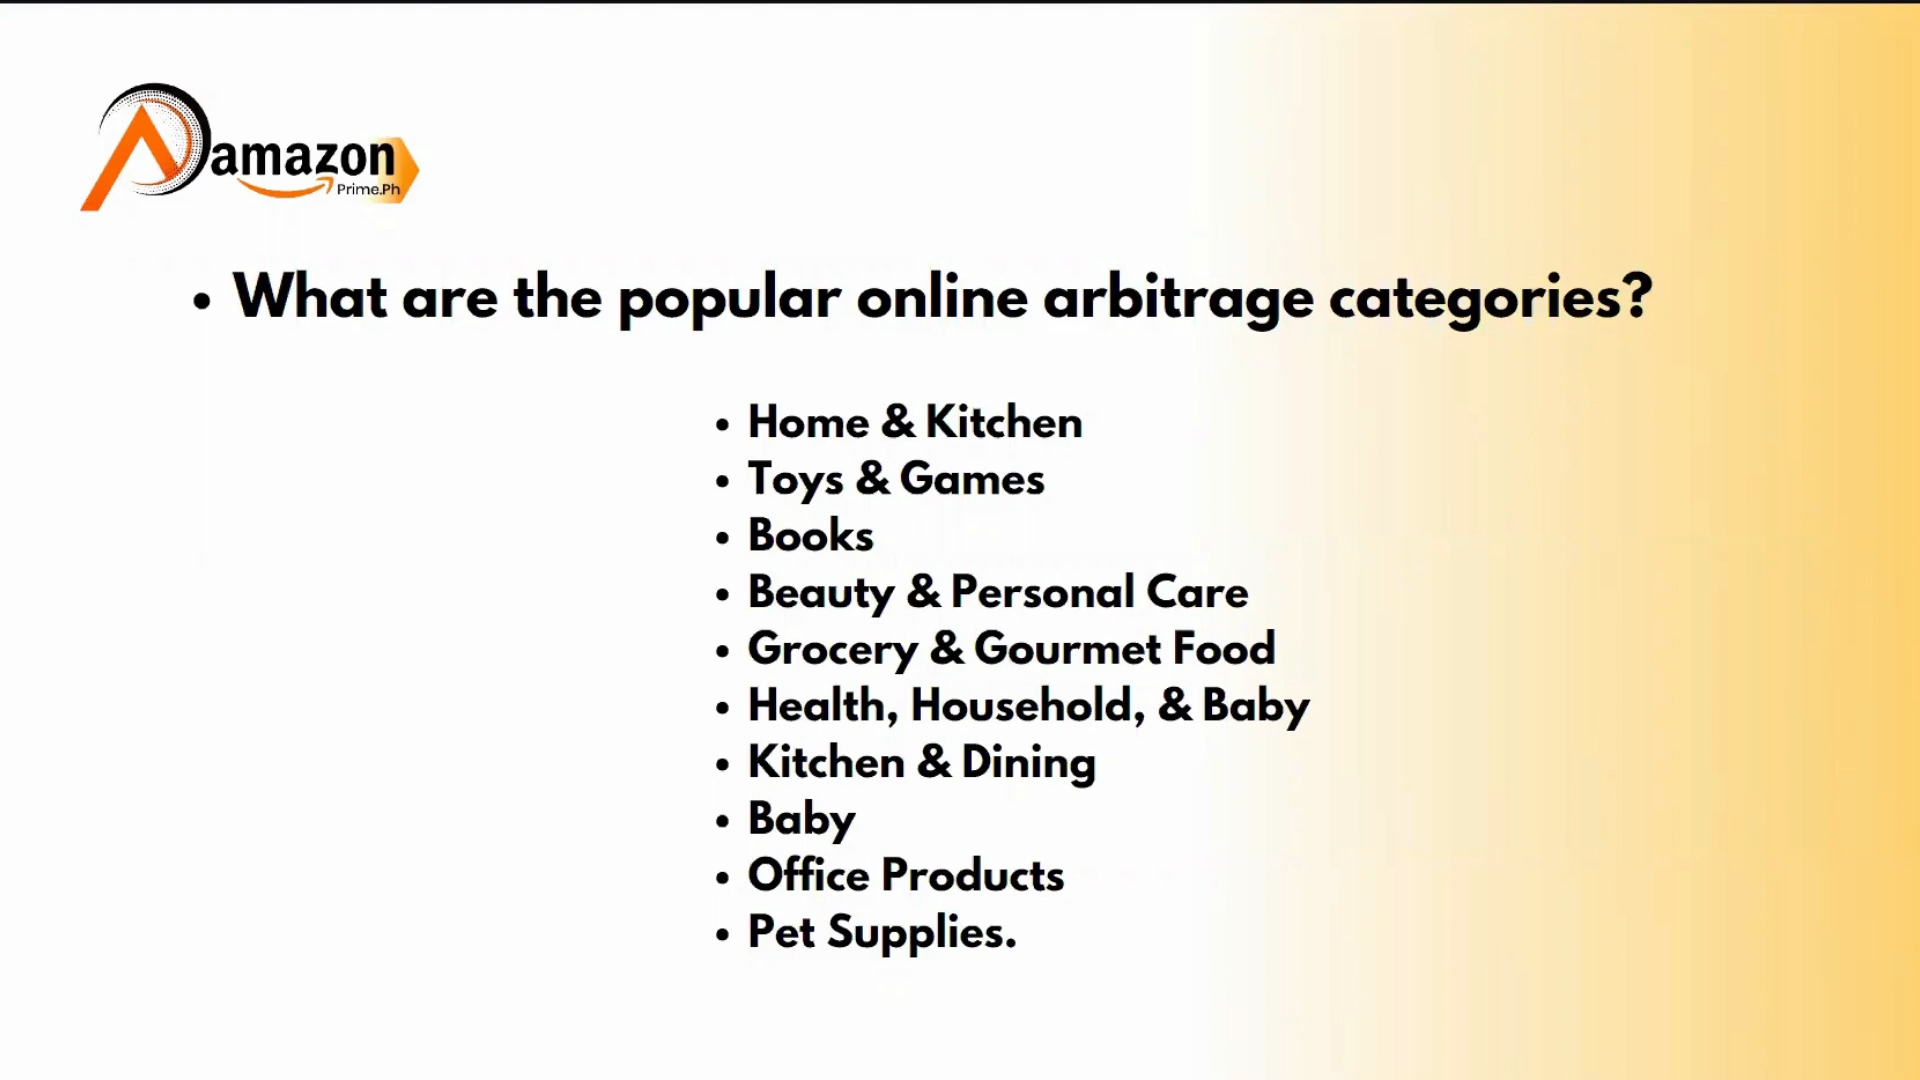 amazon
Prime.Ph
• What are the popular online arbitrage categories?
• Home & Kitchen
• Toys & Games
• Books
• Beauty & Personal Care
• Grocery & Gourmet Food
• Health, Household, & Baby
• Kitchen & Dining
• Baby
• Office Products
• Pet Supplies.